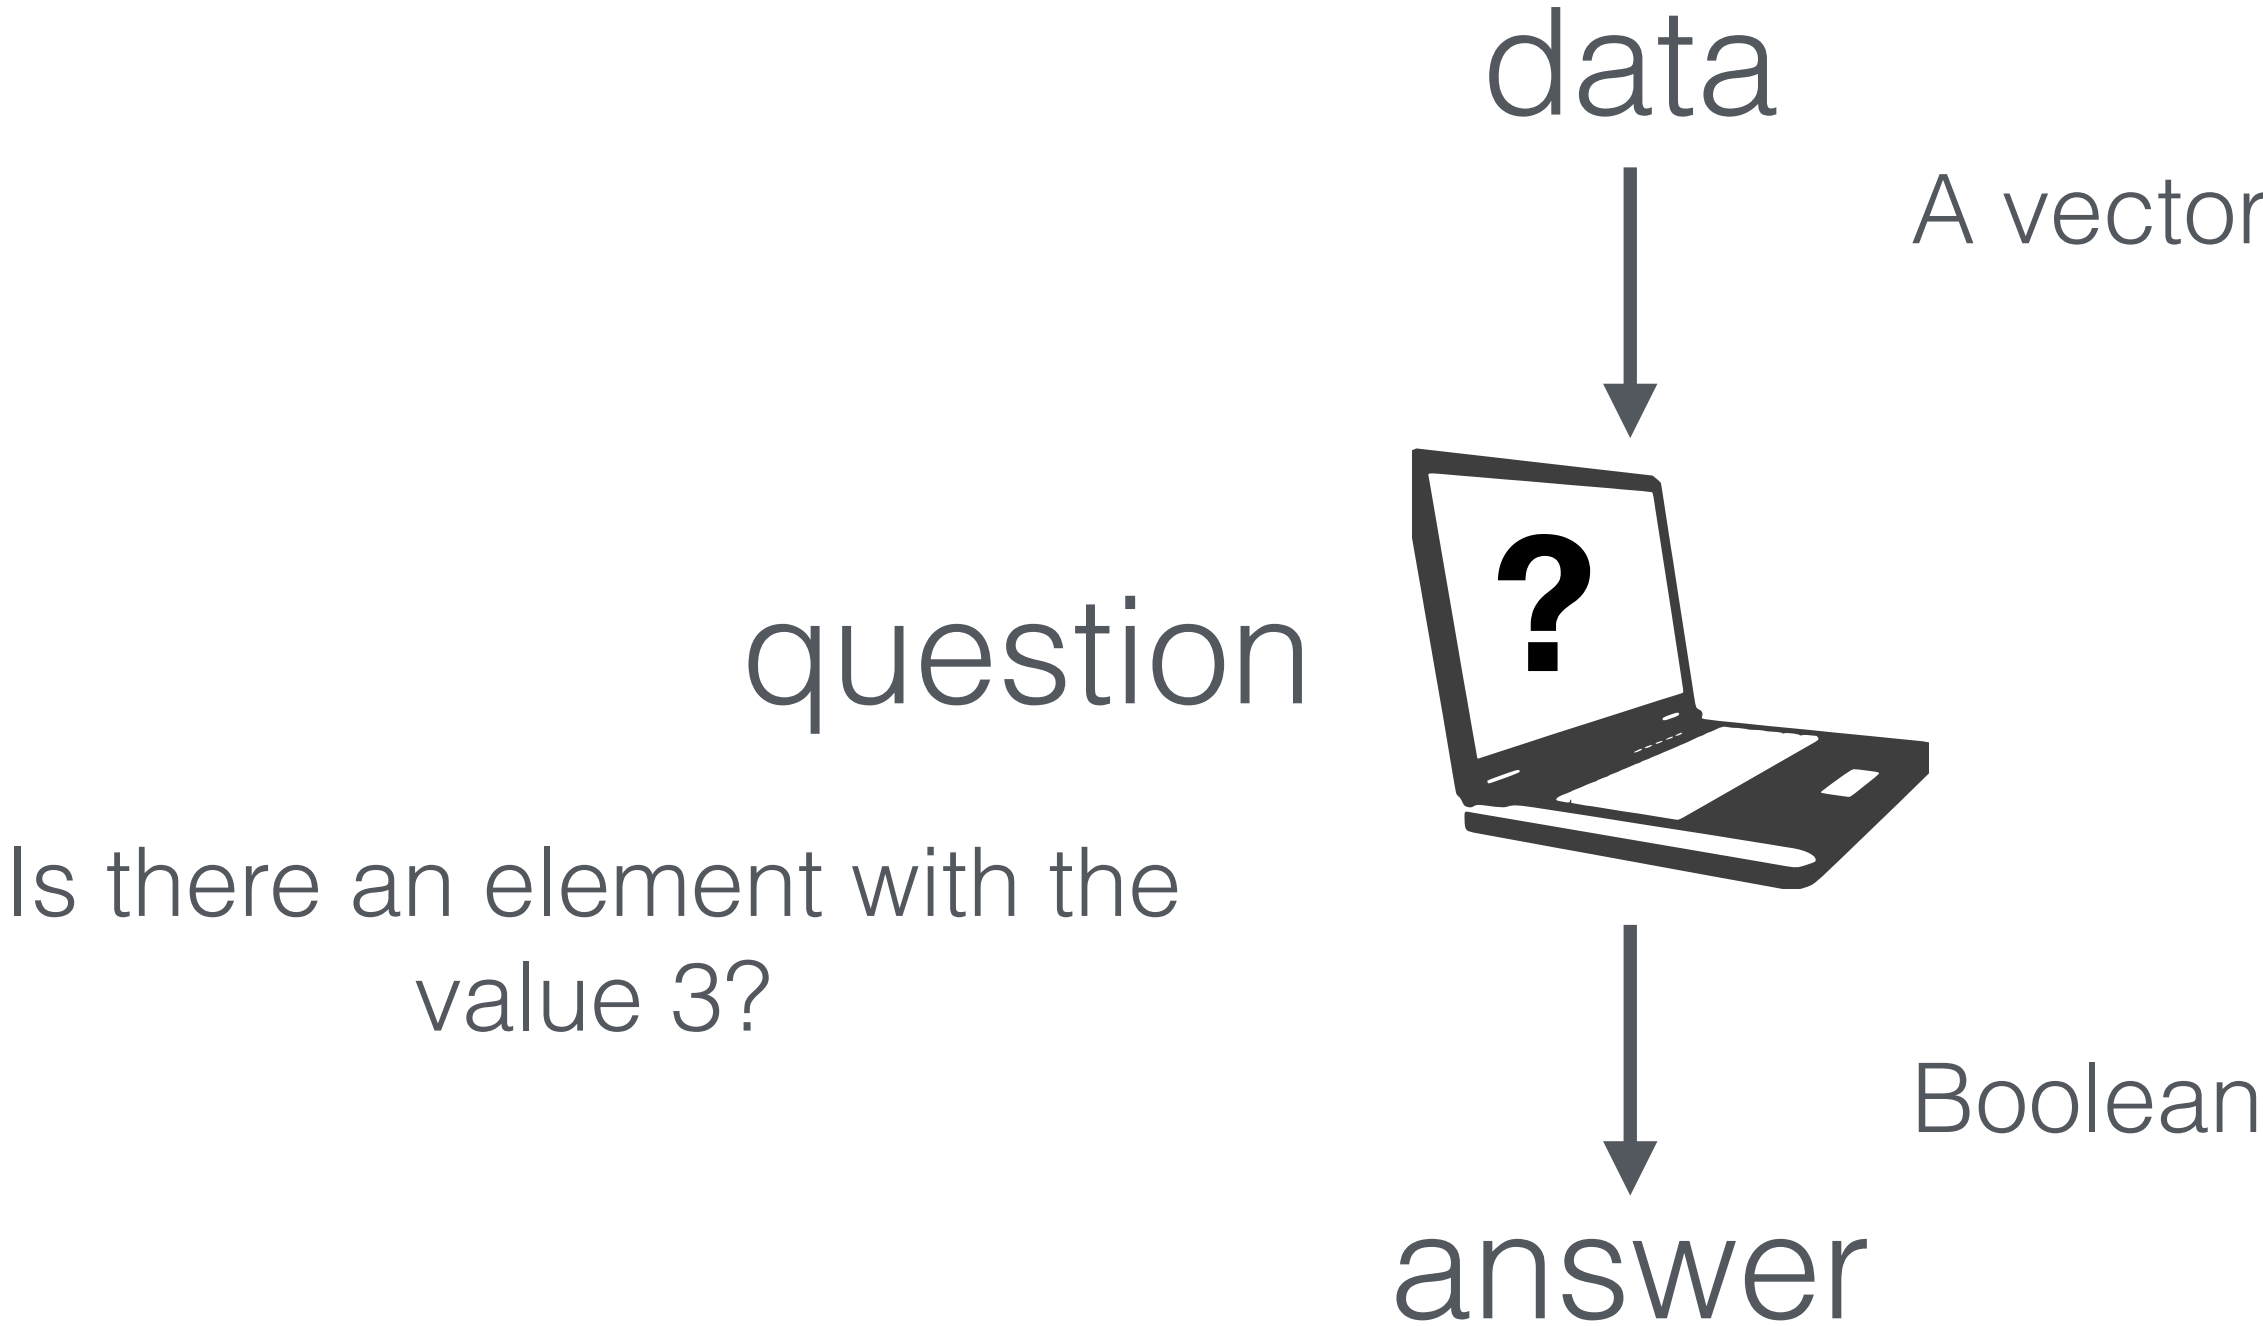 data
A vector
?
question
Is there an element with the
value 3?
Boolean
answer